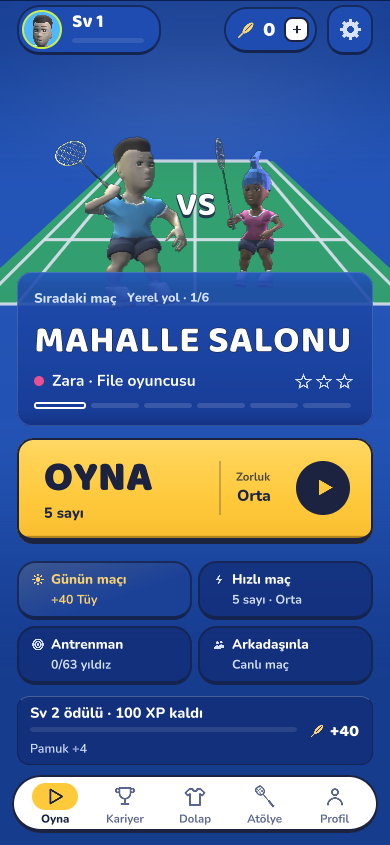 Sv 1
0
+
VS
Sıradaki maç Yerel yol · 1/6
MAHALLE SALONU
Zara · File oyuncusu
OYNA
5 sayı
Zorluk
Orta
Günün maçı
+40 Tüy
Hızlı maç
5 sayı · Orta
Antrenman
0/63 yıldız
Arkadaşınla
Canlı maç
Sv 2 ödülü · 100 XP kaldı
+40
Pamuk +4
Oyna
Kariyer
Dolap
Atölye
Profil